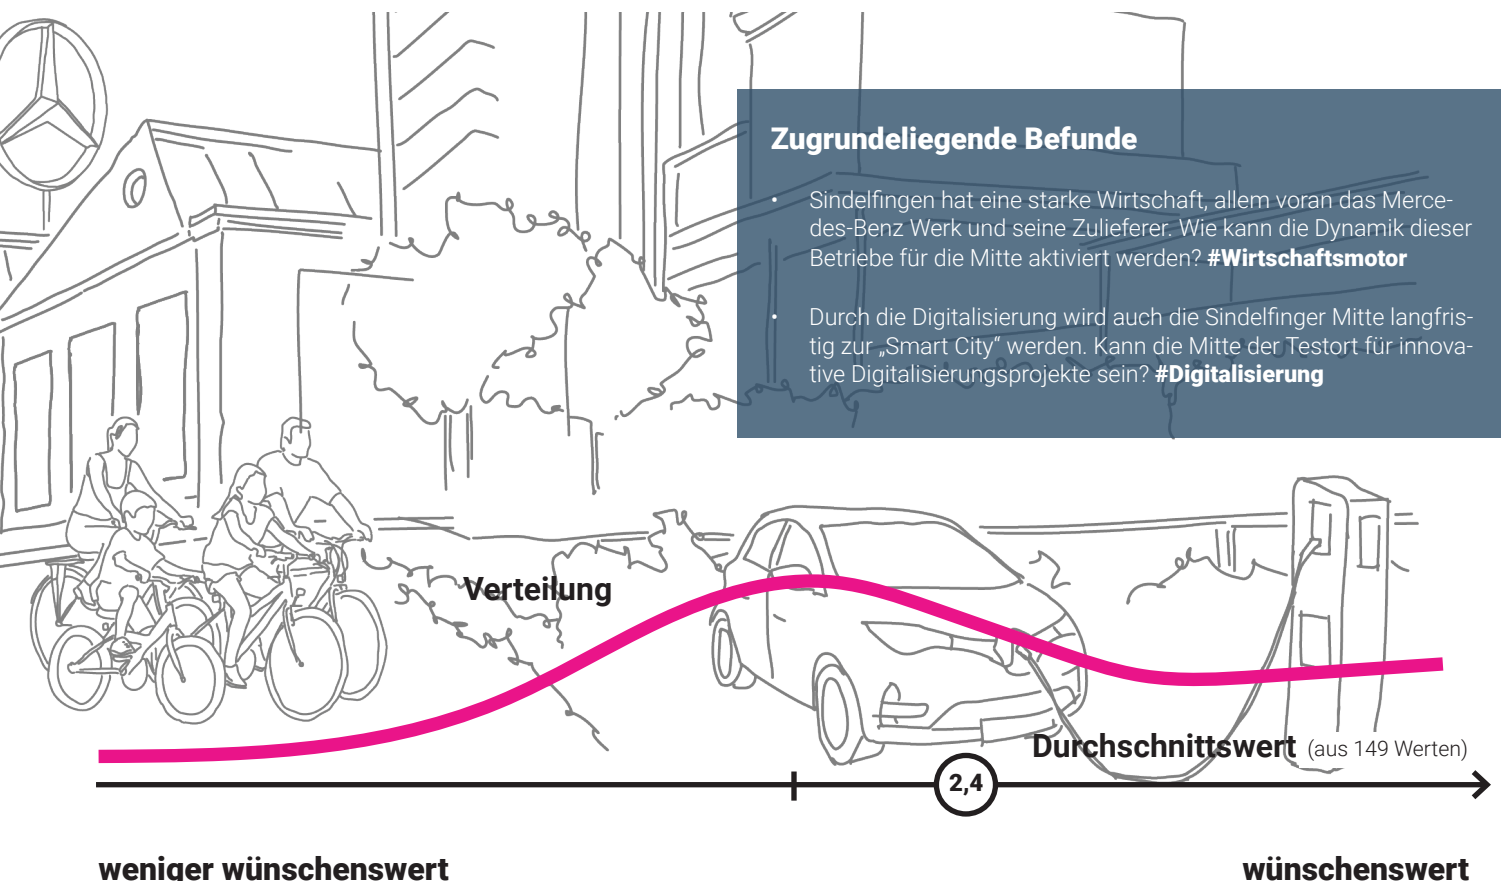 Zugrundeliegende Befunde
• Sindelfingen hat eine starke Wirtschaft, allem voran das Merce-
des-Benz Werk und seine Zulieferer. Wie kann die Dynamik dieser
Betriebe für die Mitte aktiviert werden? #Wirtschaftsmotor
• Durch die Digitalisierung wird auch die Sindelfinger Mitte langfris-
tig zur „Smart City“ werden. Kann die Mitte der Testort für innova-
tive Digitalisierungsprojekte sein? #Digitalisierung
Verteilung
Durchschnittswert (aus 149 Werten)
2,4
weniger wünschenswert
wünschenswert